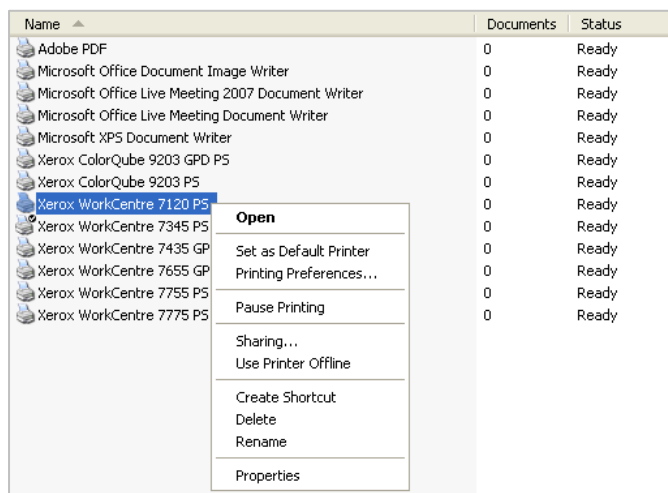 Name Documents Status
Adobe PDF 0 Ready
Microsoft Office Document Image Writer 0 Ready
Microsoft Office Live Meeting 2007 Document Writer 0 Ready
Microsoft Office Live Meeting Document Writer 0 Ready
Microsoft XPS Document Writer 0 Ready
Xerox ColorQube 9203 GPD PS 0 Ready
Xerox ColorQube 9203 PS 0 Ready
Xerox WorkCentre 7120 PS 0 Ready
Xerox WorkCentre 7345 PS 0 Ready
Xerox WorkCentre 7435 GP 0 Ready
Xerox WorkCentre 7655 GP 0 Ready
Xerox WorkCentre 7755 PS 0 Ready
Xerox WorkCentre 7775 PS 0 Ready
Open
Set as Default Printer
Printing Preferences...
Pause Printing
Sharing...
Use Printer Offline
Create Shortcut
Delete
Rename
Properties